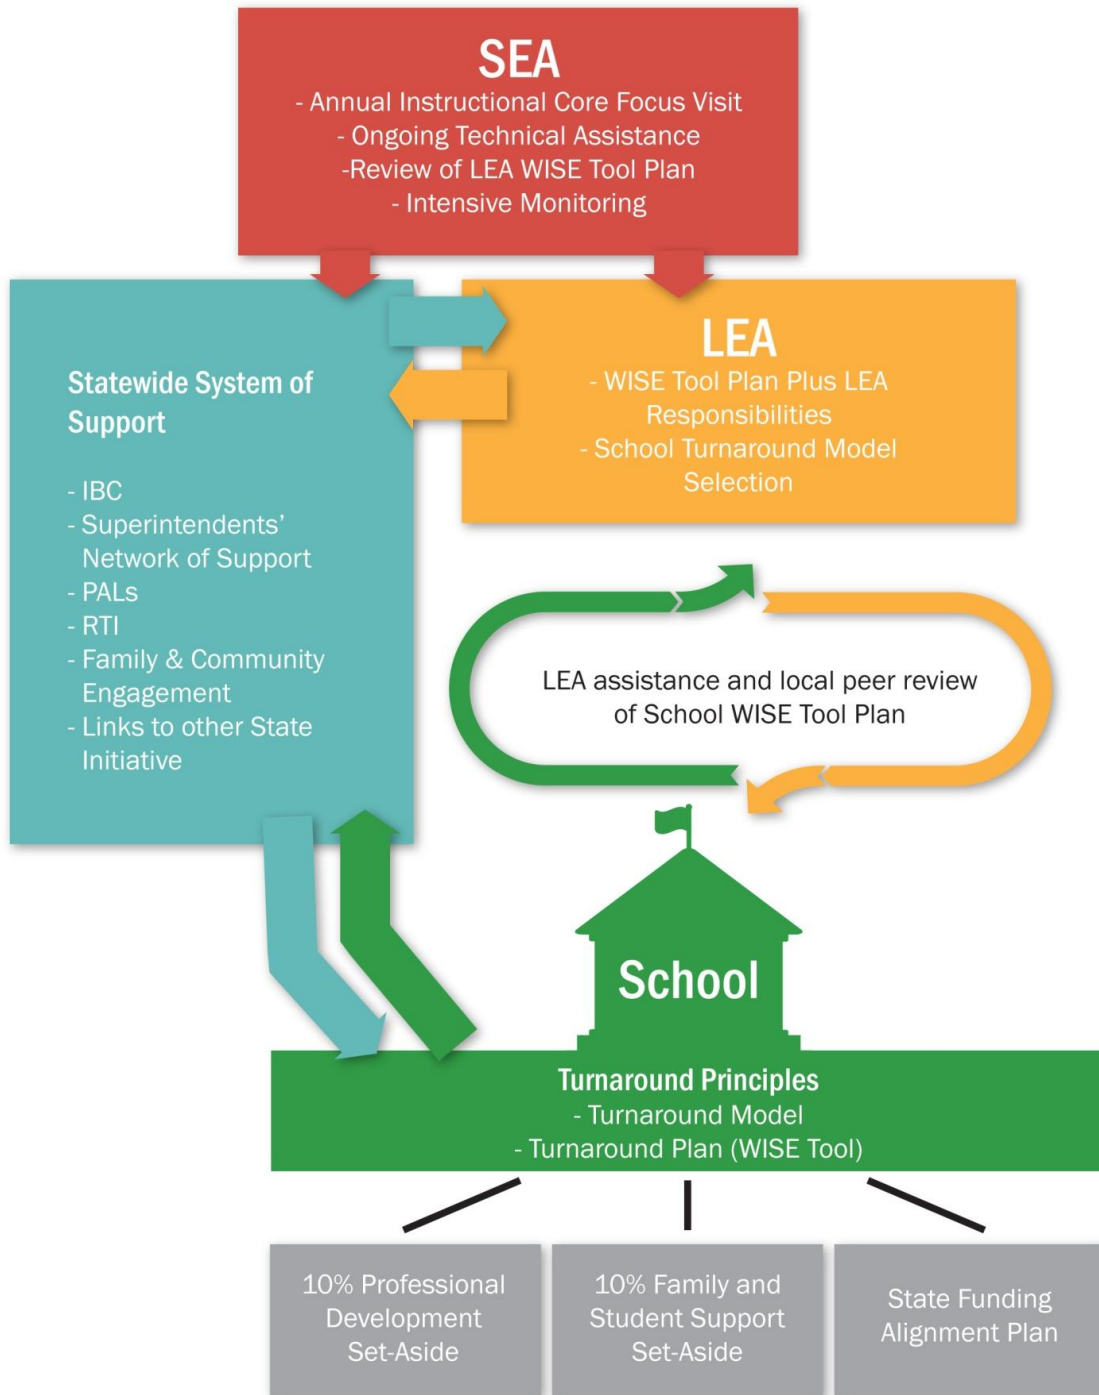 SEA
- Annual Instructional Core Focus Visit
- Ongoing Technical Assistance
-Review of LEA WISE Tool Plan
- Intensive Monitoring
Statewide System of
Support
- IBC
- Superintendents'
Network of Support
- PALs
- RTI
- Family & Community
Engagement
- Links to other State
Initiative
LEA
- WISE Tool Plan Plus LEA
Responsibilities
- School Turnaround Model
Selection
LEA assistance and local peer review
of School WISE Tool Plan
School
Turnaround Principles
- Turnaround Model
- Turnaround Plan (WISE Tool)
10% Professional
Development
Set-Aside
10% Family and
Student Support
Set-Aside
State Funding
Alignment Plan